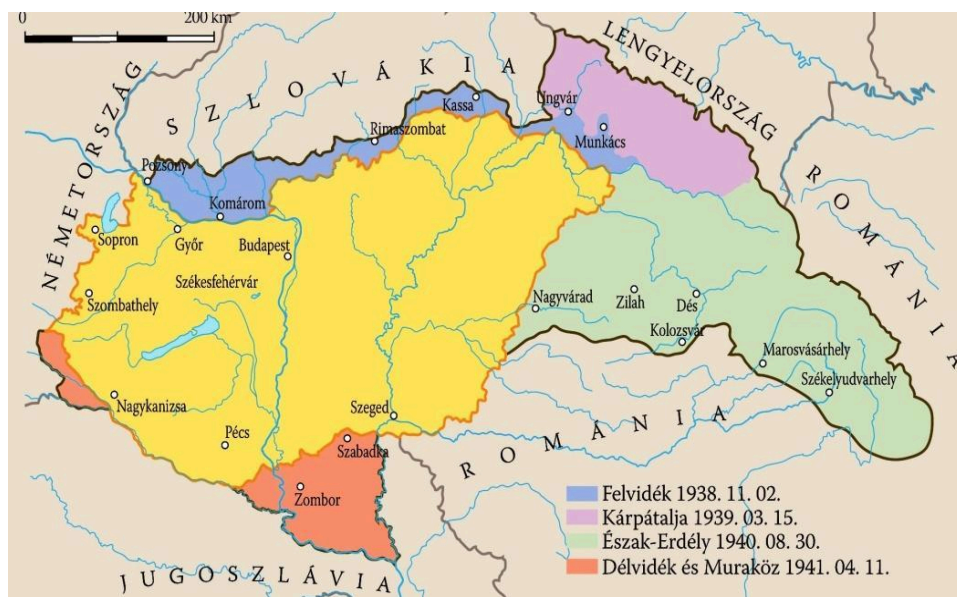 0 200 km
NÉMETORSZÁG
SZLOVÁKIA
LENGYELORSZÁG
ROMÁNIA
Kassa
Ungvár
Rimaszombat
Munkács
Pozsony
Komárom
Sopron
Győr
Budapest
Székesfehérvár
Szombathely
Nagyvárad
Zilah
Dés
Kolozsvár
Marosvásárhely
Székelyudvarhely
Nagykanizsa
Szeged
Pécs
Szabadka
ROMÁNIA
Zombor
JUGOSZLÁVIA
Felvidék 1938. 11. 02.
Kárpátalja 1939. 03. 15.
Észak-Erdély 1940. 08. 30.
Délvidék és Muraköz 1941. 04. 11.